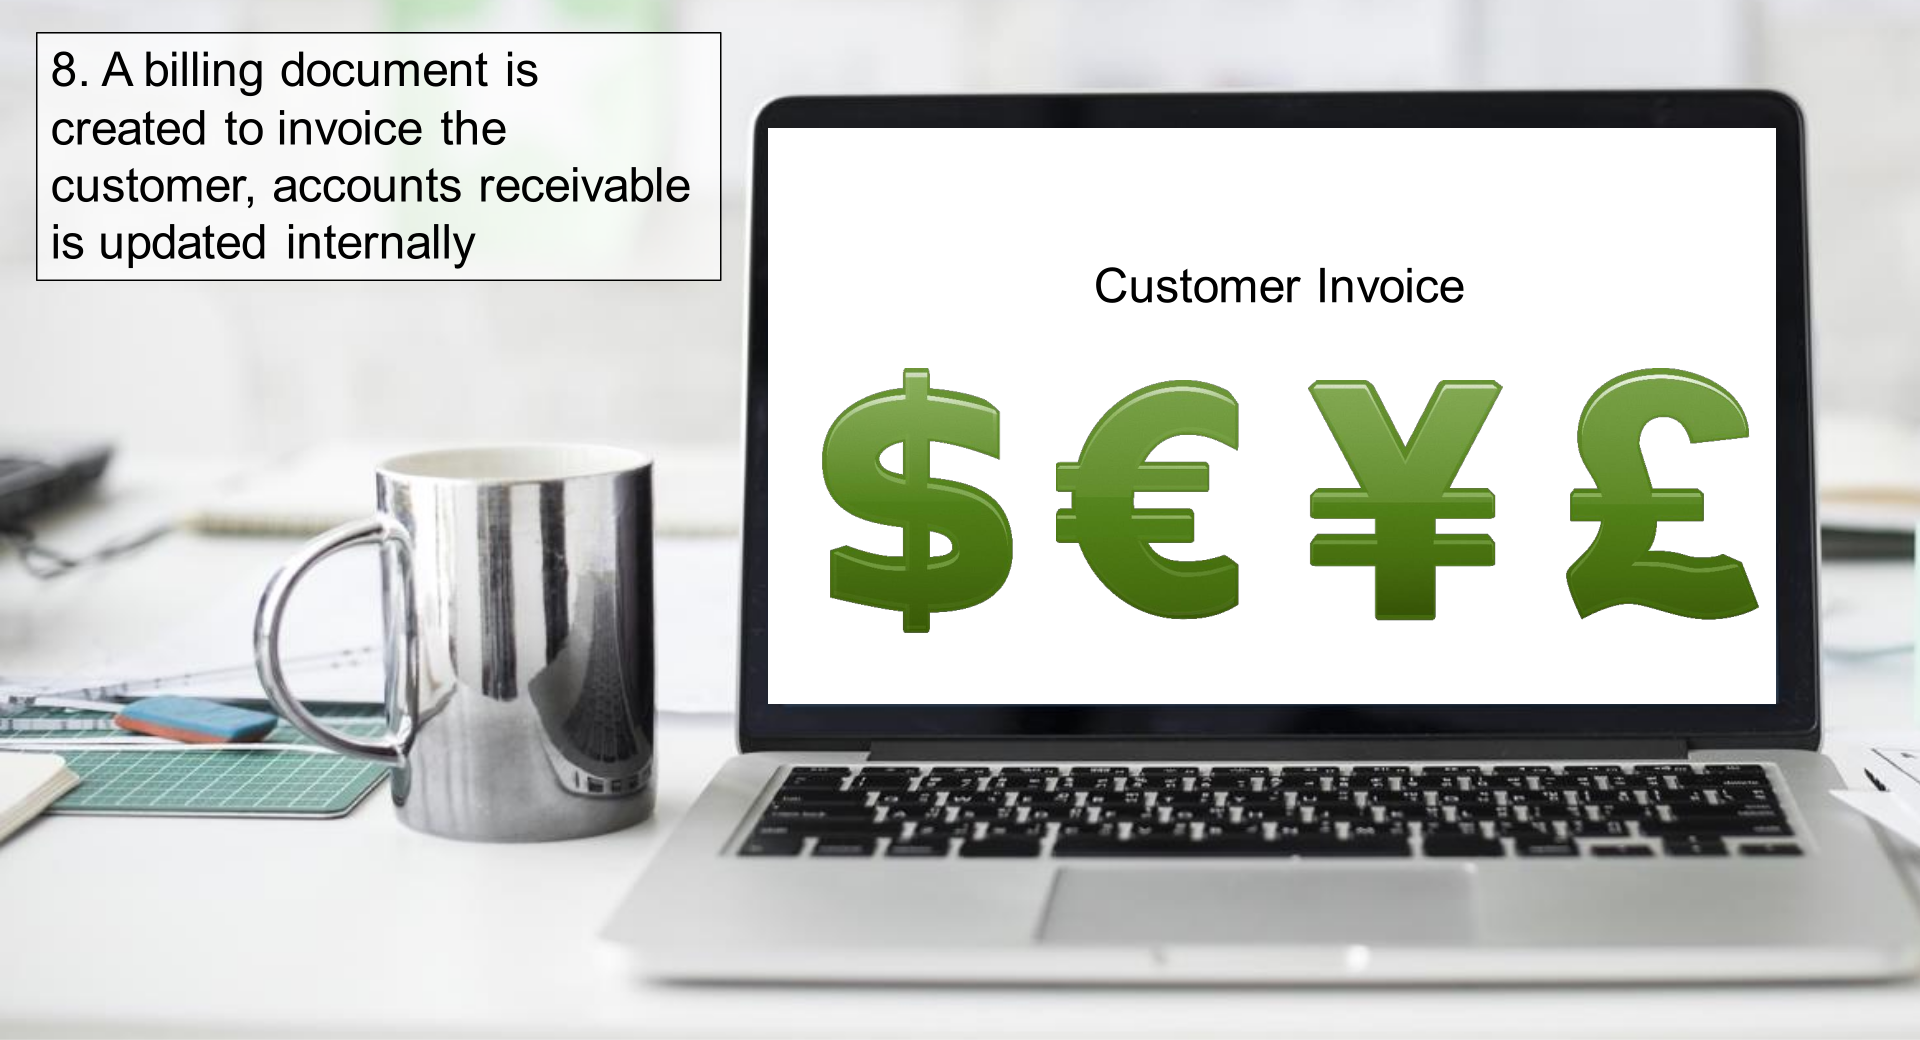 8. A billing document is
created to invoice the
customer, accounts receivable
is updated internally
Customer Invoice
$ € ¥ £